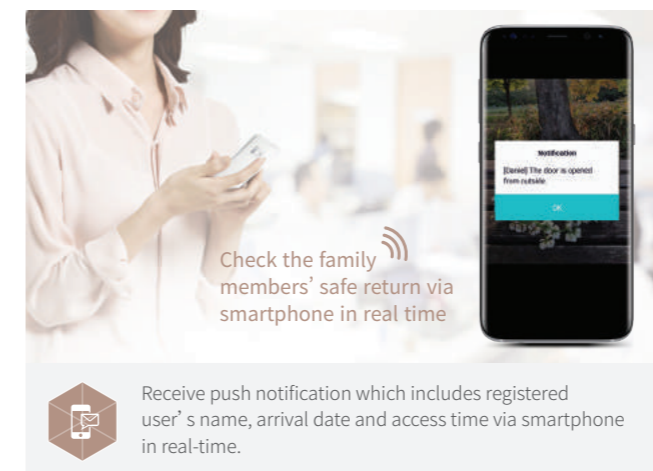 Check the family
members’ safe return via
smartphone in real time
Notification
[Daniel] The door is opened
from outside.
OK
Receive push notification which includes registered
user’ s name, arrival date and access time via smartphone
in real-time.